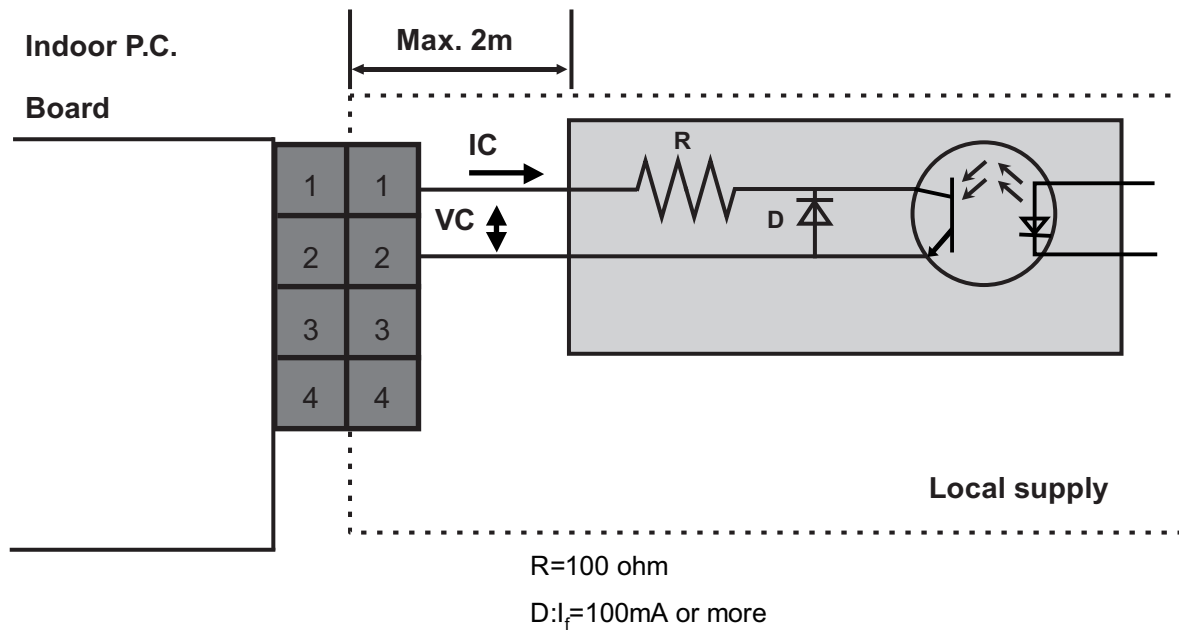 Indoor P.C.
Board
Max. 2m
IC
VC
R
D
1 1
2 2
3 3
4 4
Local supply
R=100 ohm
D:If=100mA or more